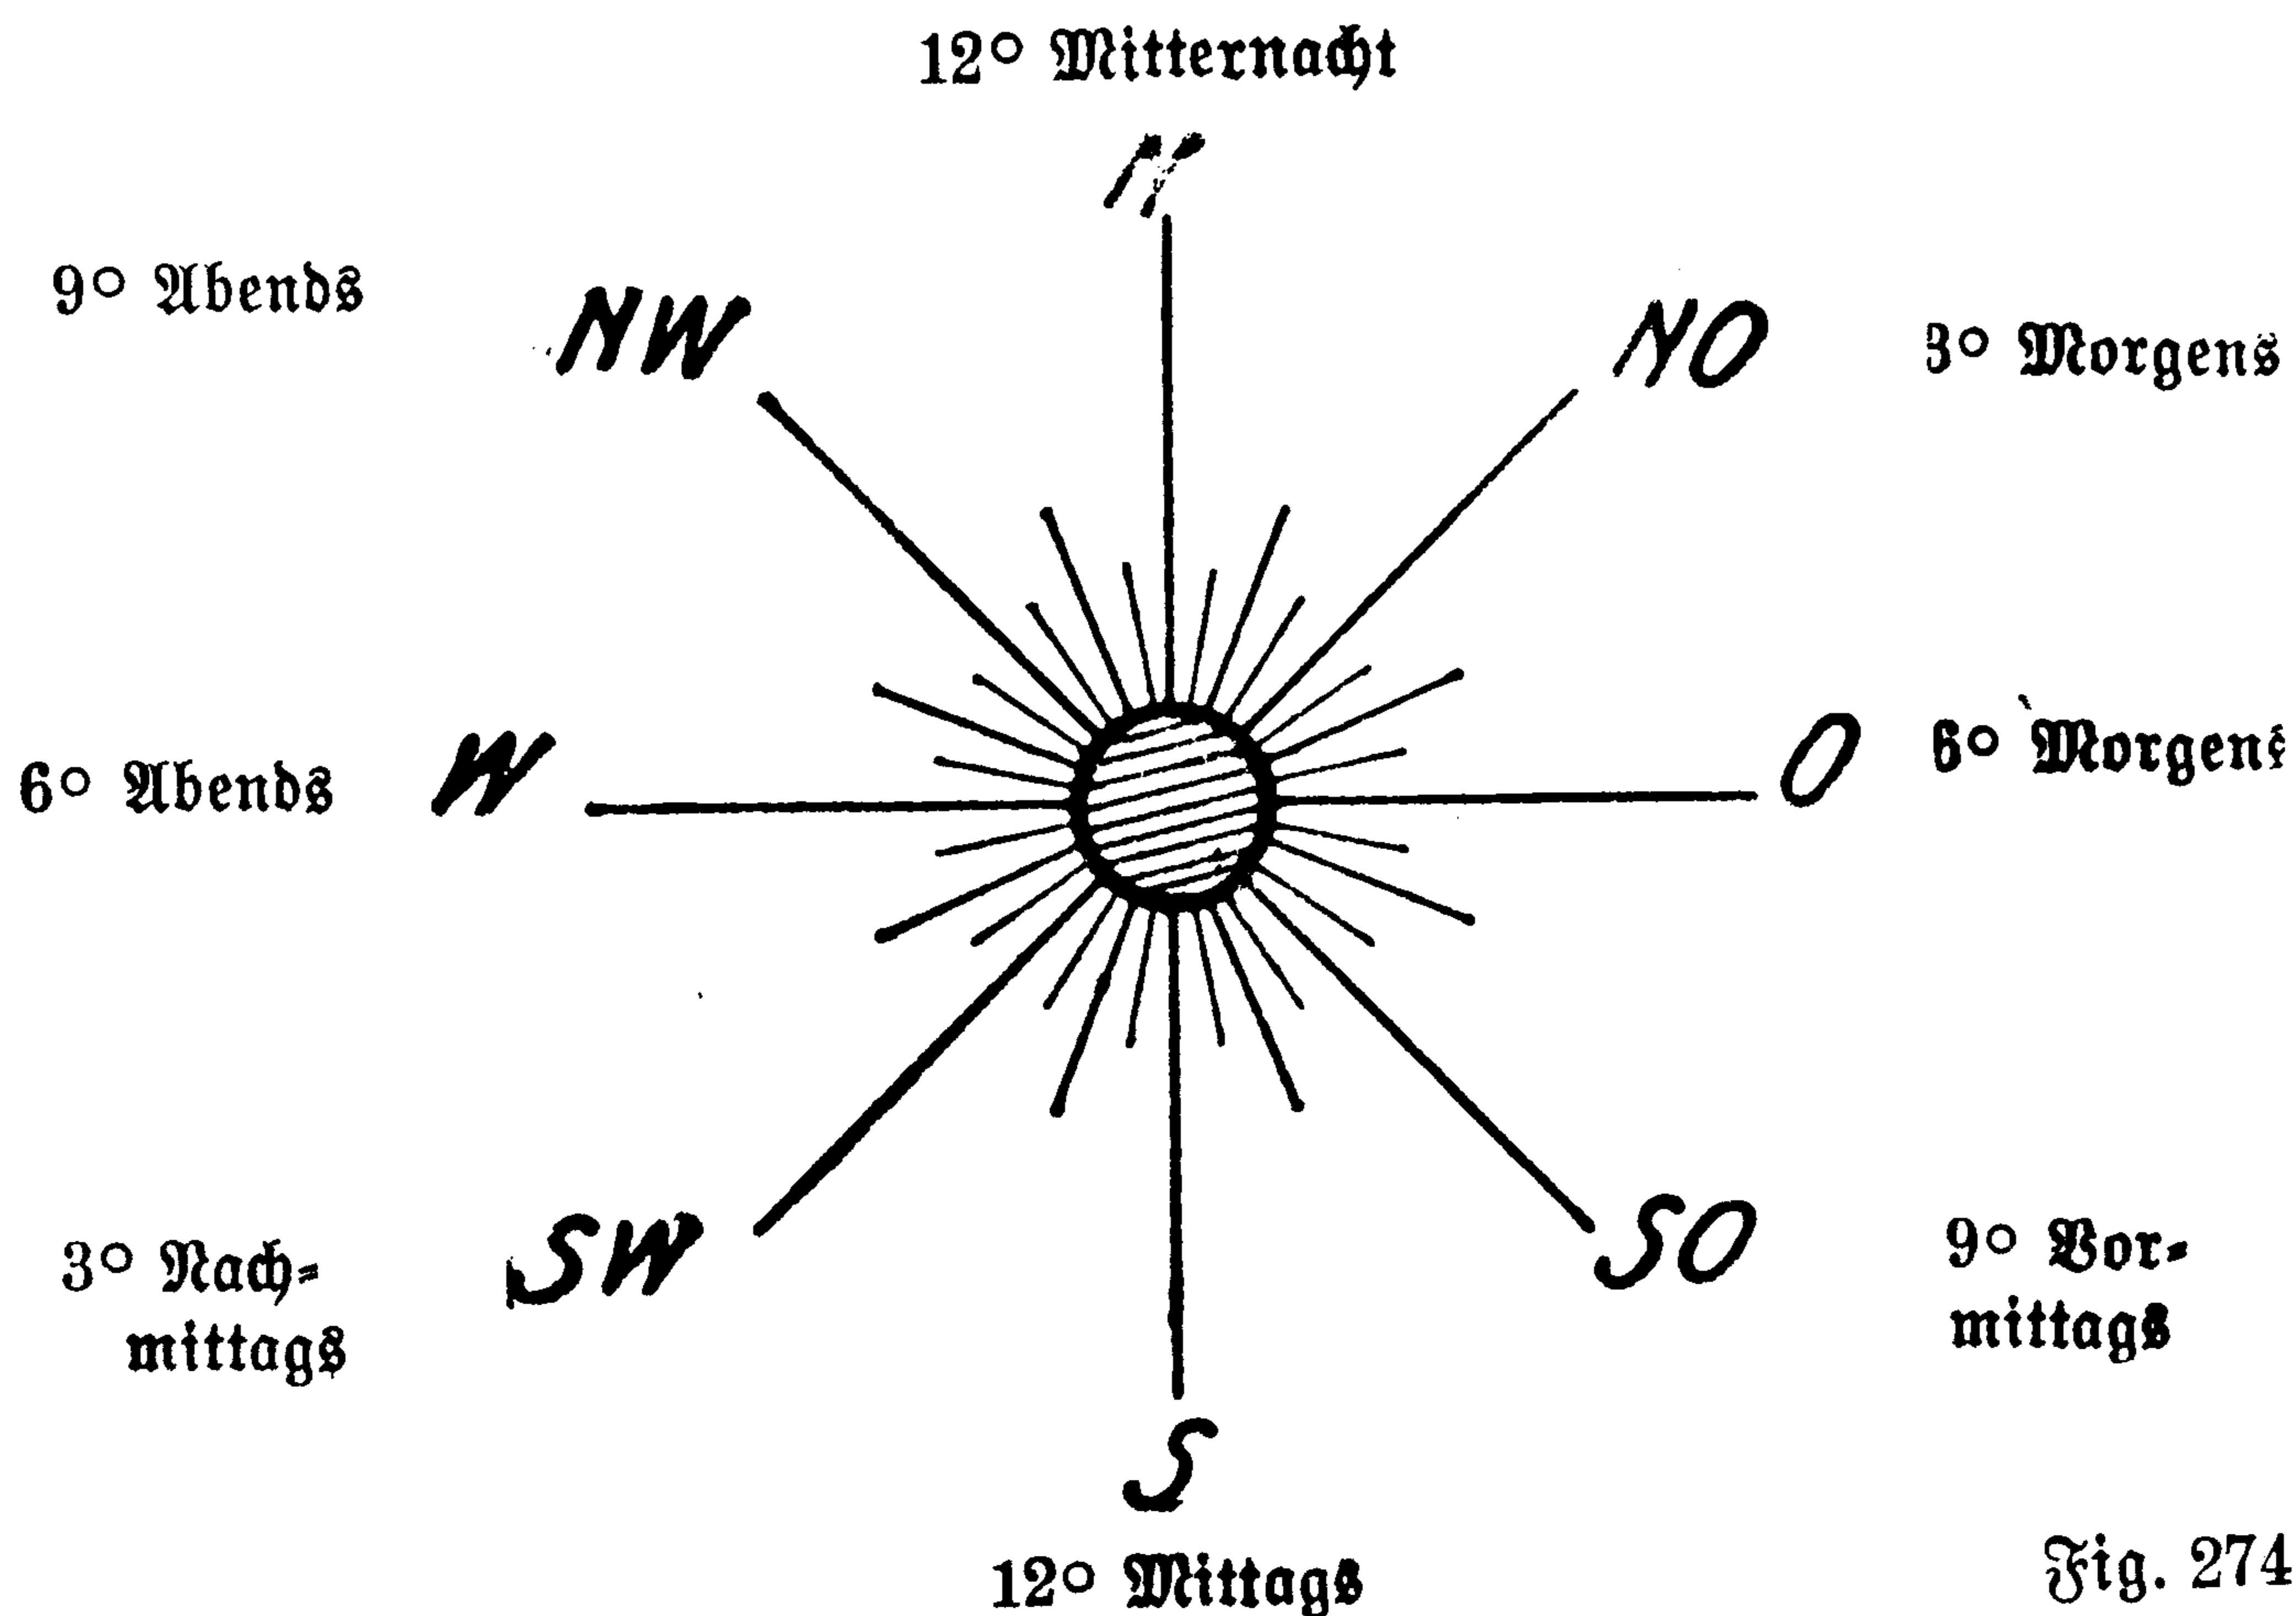 12° Mitternacht
N
9° Abends
NW
NO
3° Morgens
6° Abends
W
O
6° Morgens
3° Nach-
mittags
SW
SO
9° Vor-
mittags
S
12° Mittags
Fig. 274